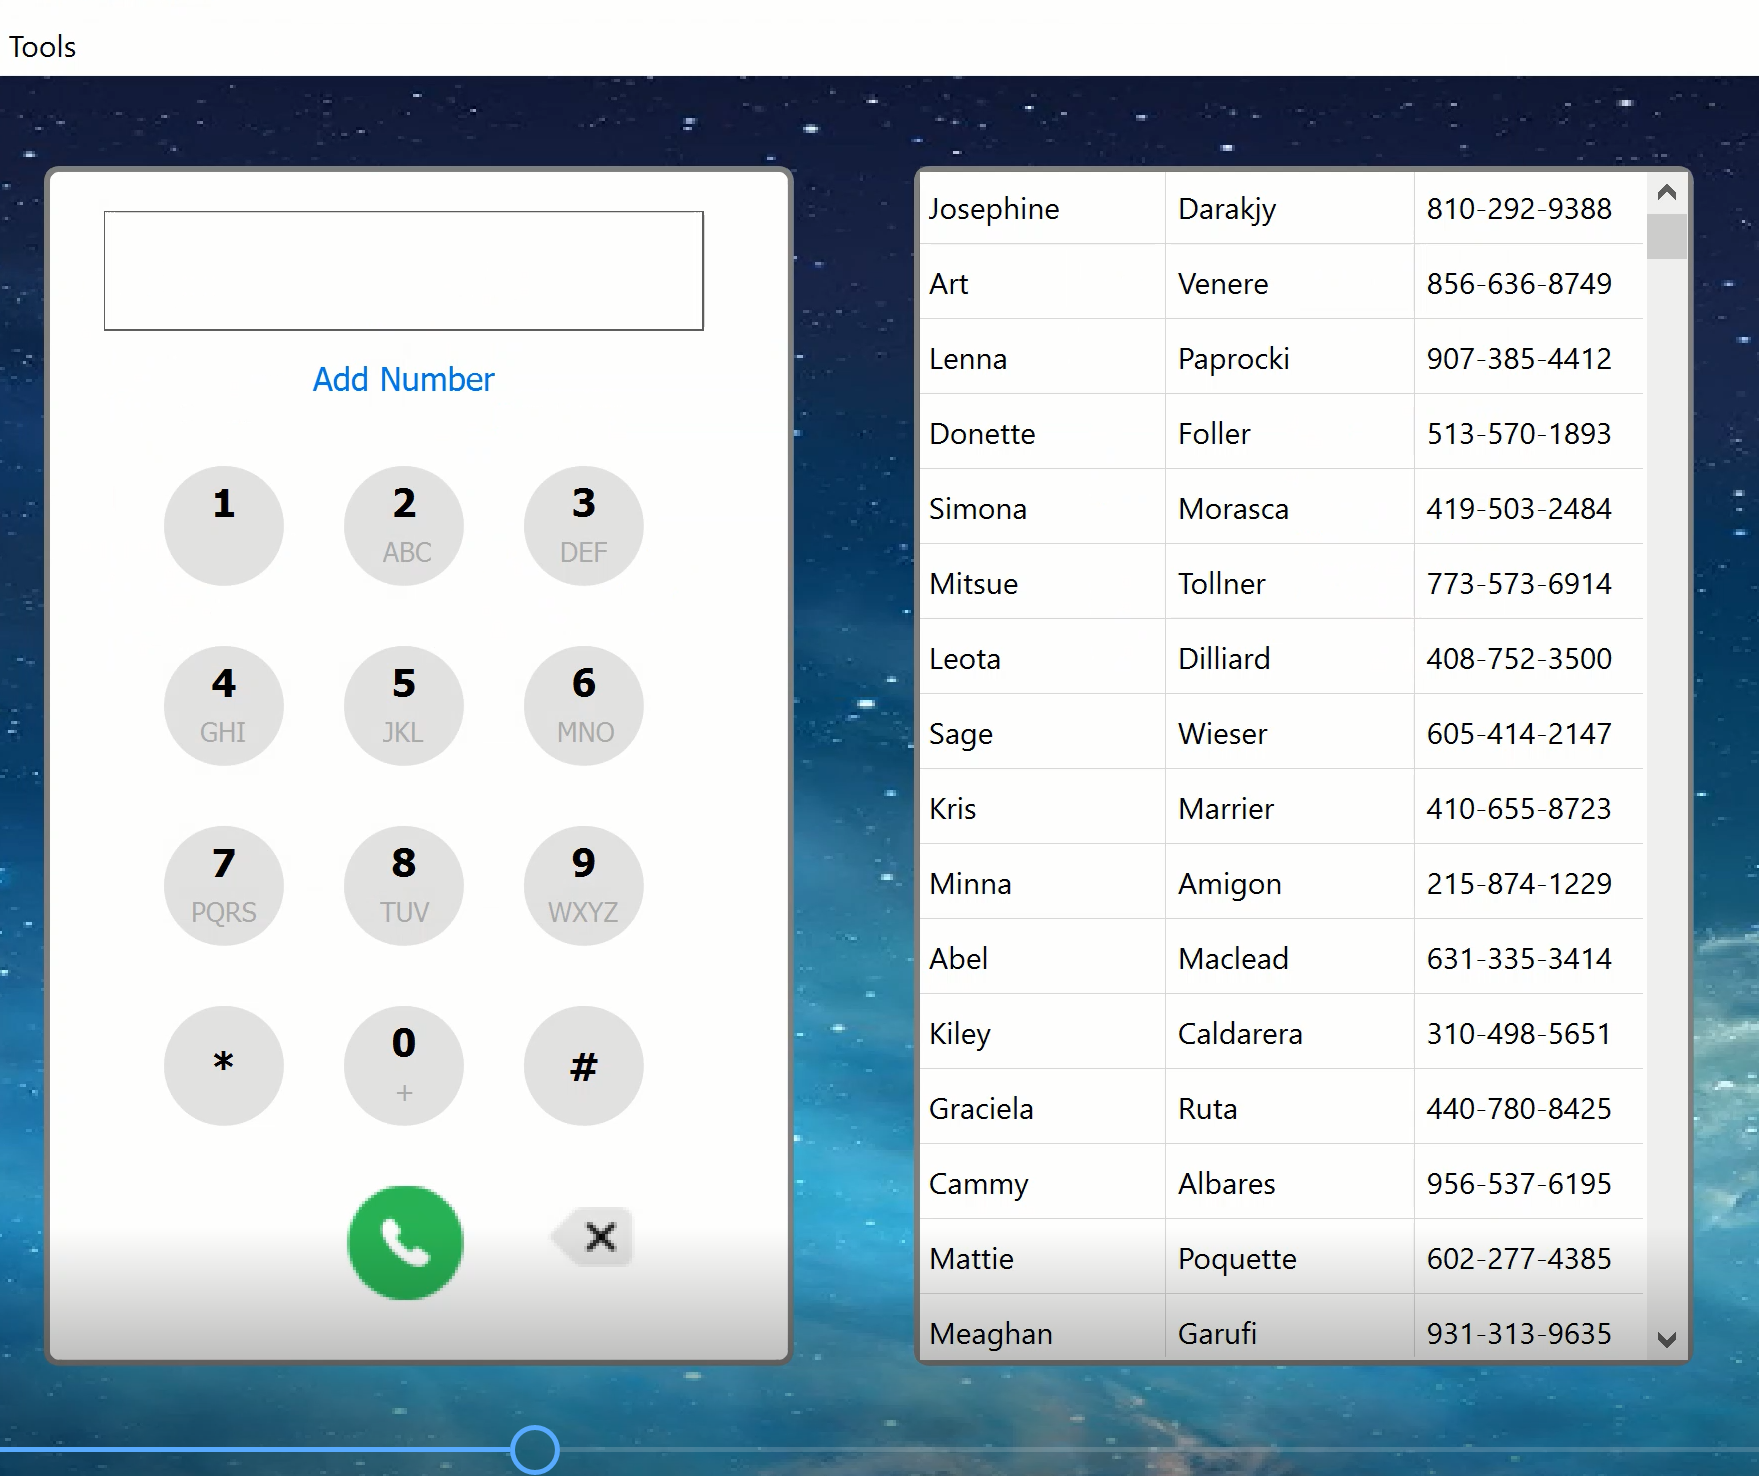 Tools
Add Number
1 2 3
ABC DEF
4 5 6
GHI JKL MNO
7 8 9
PQRS TUV WXYZ
* 0 #
+
Josephine Darakjy 810-292-9388
Art Venere 856-636-8749
Lenna Paprocki 907-385-4412
Donette Foller 513-570-1893
Simona Morasca 419-503-2484
Mitsue Tollner 773-573-6914
Leota Dilliard 408-752-3500
Sage Wieser 605-414-2147
Kris Marrier 410-655-8723
Minna Amigon 215-874-1229
Abel Maclead 631-335-3414
Kiley Caldarera 310-498-5651
Graciela Ruta 440-780-8425
Cammy Albares 956-537-6195
Mattie Poquette 602-277-4385
Meaghan Garufi 931-313-9635